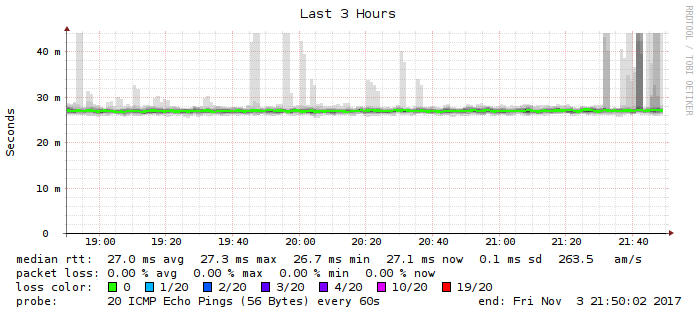 Last 3 Hours
RRDTOOL / TOBI OETIKER
Seconds
40 m
30 m
20 m
10 m
0
19:00 19:20 19:40 20:00 20:20 20:40 21:00 21:20 21:40
median rtt: 27.0 ms avg 27.3 ms max 26.7 ms min 27.1 ms now 0.1 ms sd 263.5 am/s
packet loss: 0.00 % avg 0.00 % max 0.00 % min 0.00 % now
loss color: 0 1/20 2/20 3/20 4/20 10/20 19/20
probe: 20 ICMP Echo Pings (56 Bytes) every 60s end: Fri Nov 3 21:50:02 2017